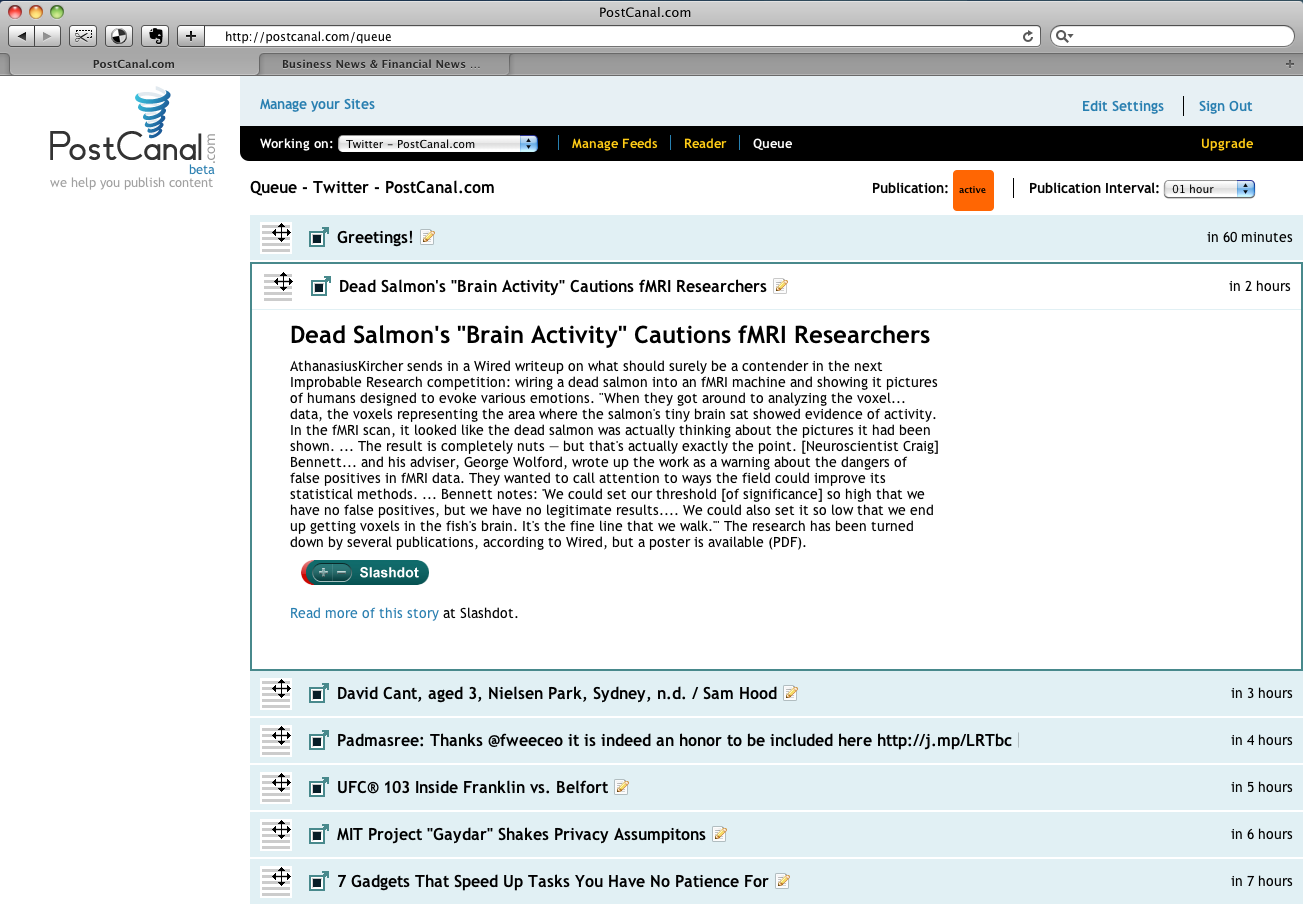 PostCanal.com
http://postcanal.com/queue
PostCanal.com
Business News & Financial News ...
PostCanal.com
beta
we help you publish content
Manage your Sites
Edit Settings
Sign Out
Working on: Twitter – PostCanal.com
Manage Feeds
Reader
Queue
Upgrade
Queue - Twitter - PostCanal.com
Publication: active
Publication Interval: 01 hour
Greetings!
in 60 minutes
Dead Salmon's "Brain Activity" Cautions fMRI Researchers
in 2 hours
Dead Salmon's "Brain Activity" Cautions fMRI Researchers
AthanasiusKircher sends in a Wired writeup on what should surely be a contender in the next
Improbable Research competition: wiring a dead salmon into an fMRI machine and showing it pictures
of humans designed to evoke various emotions. "When they got around to analyzing the voxel...
data, the voxels representing the area where the salmon's tiny brain sat showed evidence of activity.
In the fMRI scan, it looked like the dead salmon was actually thinking about the pictures it had been
shown. ... The result is completely nuts — but that's actually exactly the point. [Neuroscientist Craig]
Bennett... and his adviser, George Wolford, wrote up the work as a warning about the dangers of
false positives in fMRI data. They wanted to call attention to ways the field could improve its
statistical methods. ... Bennett notes: 'We could set our threshold [of significance] so high that we
have no false positives, but we have no legitimate results.... We could also set it so low that we end
up getting voxels in the fish's brain. It's the fine line that we walk.'" The research has been turned
down by several publications, according to Wired, but a poster is available (PDF).
+ – Slashdot
Read more of this story at Slashdot.
David Cant, aged 3, Nielsen Park, Sydney, n.d. / Sam Hood
in 3 hours
Padmasree: Thanks @fweeceo it is indeed an honor to be included here http://j.mp/LRTbc
in 4 hours
UFC® 103 Inside Franklin vs. Belfort
in 5 hours
MIT Project "Gaydar" Shakes Privacy Assumpitons
in 6 hours
7 Gadgets That Speed Up Tasks You Have No Patience For
in 7 hours